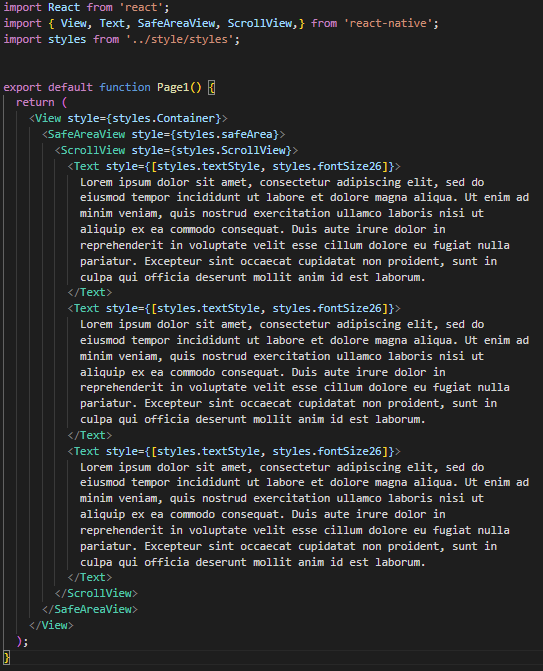 import React from 'react';
import { View, Text, SafeAreaView, ScrollView,} from 'react-native';
import styles from '../style/styles';
export default function Page1() {
return (
<View style={styles.Container}>
<SafeAreaView style={styles.safeArea}>
<ScrollView style={styles.ScrollView}>
<Text style={[styles.textStyle, styles.fontSize26]}>
Lorem ipsum dolor sit amet, consectetur adipiscing elit, sed do
eiusmod tempor incididunt ut labore et dolore magna aliqua. Ut enim ad
minim veniam, quis nostrud exercitation ullamco laboris nisi ut
aliquip ex ea commodo consequat. Duis aute irure dolor in
reprehenderit in voluptate velit esse cillum dolore eu fugiat nulla
pariatur. Excepteur sint occaecat cupidatat non proident, sunt in
culpa qui officia deserunt mollit anim id est laborum.
</Text>
<Text style={[styles.textStyle, styles.fontSize26]}>
Lorem ipsum dolor sit amet, consectetur adipiscing elit, sed do
eiusmod tempor incididunt ut labore et dolore magna aliqua. Ut enim ad
minim veniam, quis nostrud exercitation ullamco laboris nisi ut
aliquip ex ea commodo consequat. Duis aute irure dolor in
reprehenderit in voluptate velit esse cillum dolore eu fugiat nulla
pariatur. Excepteur sint occaecat cupidatat non proident, sunt in
culpa qui officia deserunt mollit anim id est laborum.
</Text>
<Text style={[styles.textStyle, styles.fontSize26]}>
Lorem ipsum dolor sit amet, consectetur adipiscing elit, sed do
eiusmod tempor incididunt ut labore et dolore magna aliqua. Ut enim ad
minim veniam, quis nostrud exercitation ullamco laboris nisi ut
aliquip ex ea commodo consequat. Duis aute irure dolor in
reprehenderit in voluptate velit esse cillum dolore eu fugiat nulla
pariatur. Excepteur sint occaecat cupidatat non proident, sunt in
culpa qui officia deserunt mollit anim id est laborum.
</Text>
</ScrollView>
</SafeAreaView>
</View>
);
}